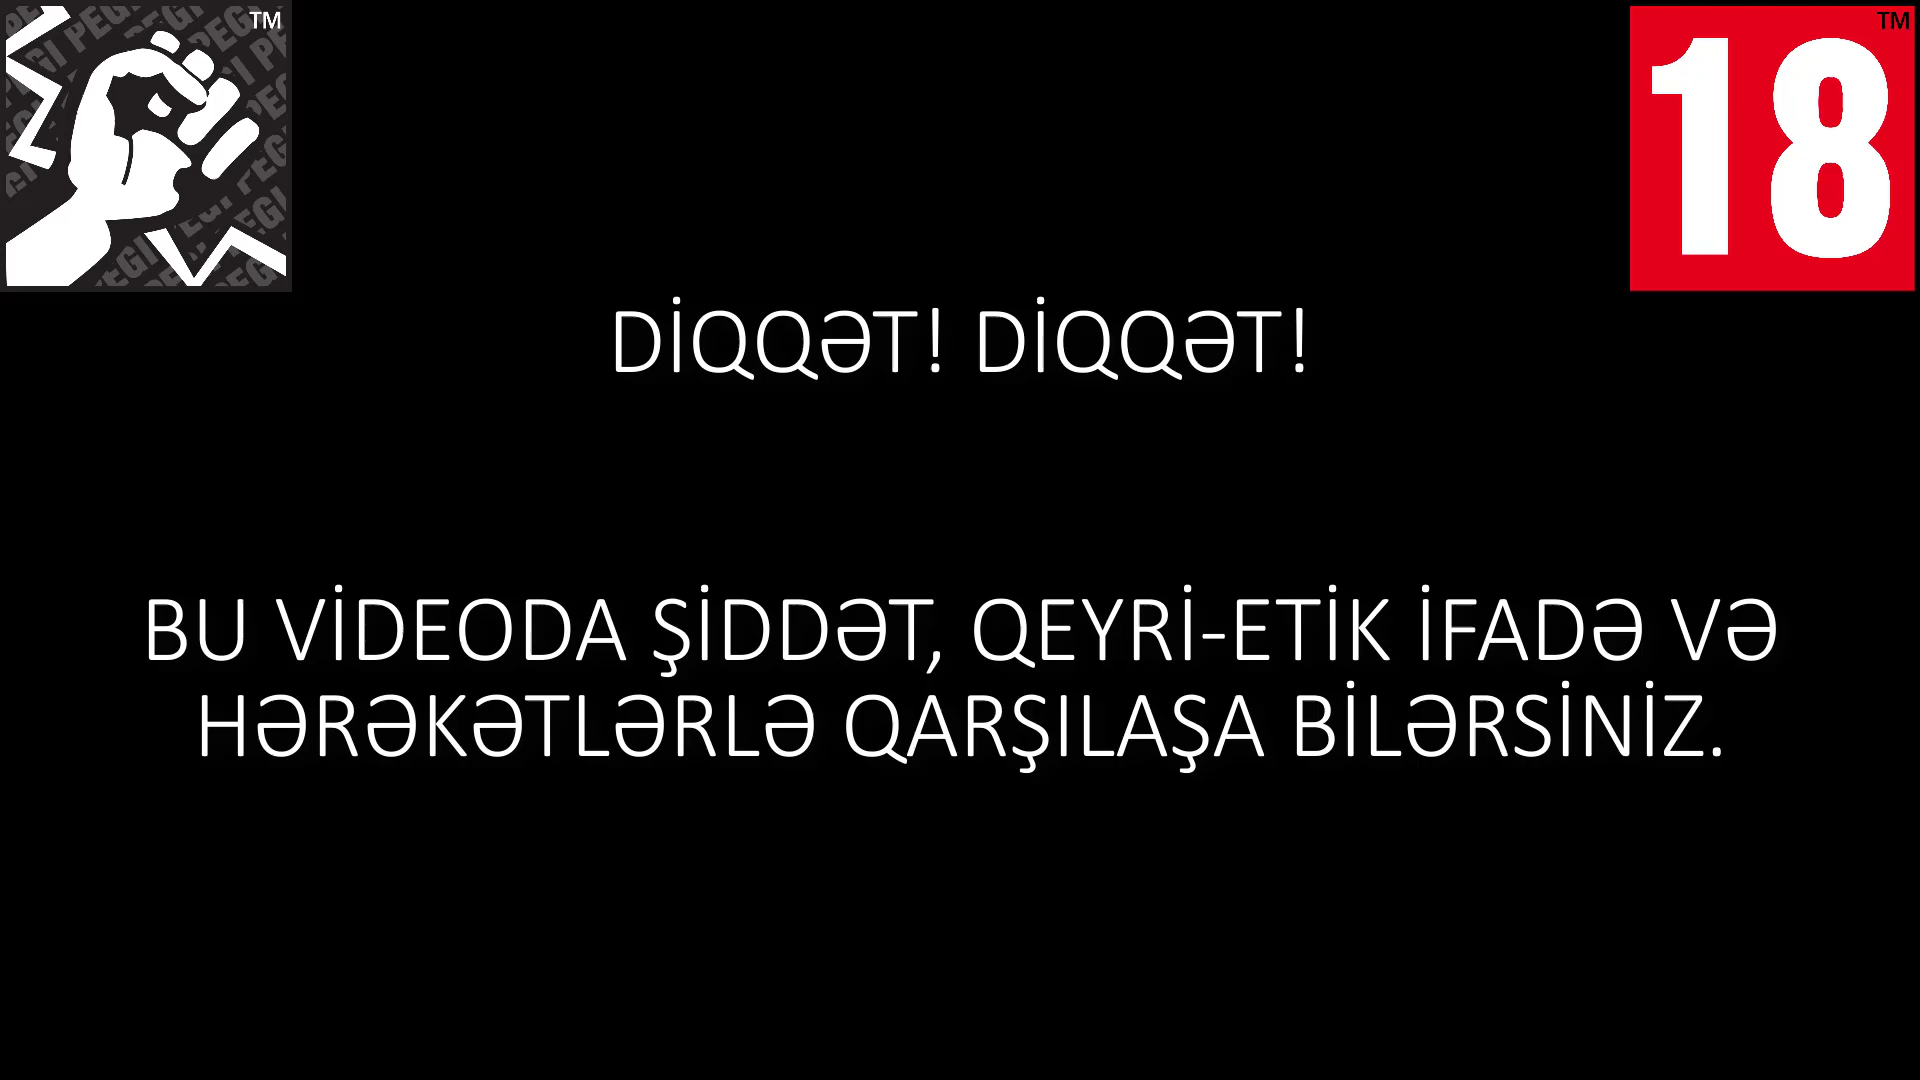 TM
TM
18
DİQQƏT! DİQQƏT!
BU VİDEODA ŞİDDƏT, QEYRİ-ETİK İFADƏ VƏ
HƏRƏKƏTLƏRLƏ QARŞILAŞA BİLƏRSİNİZ.